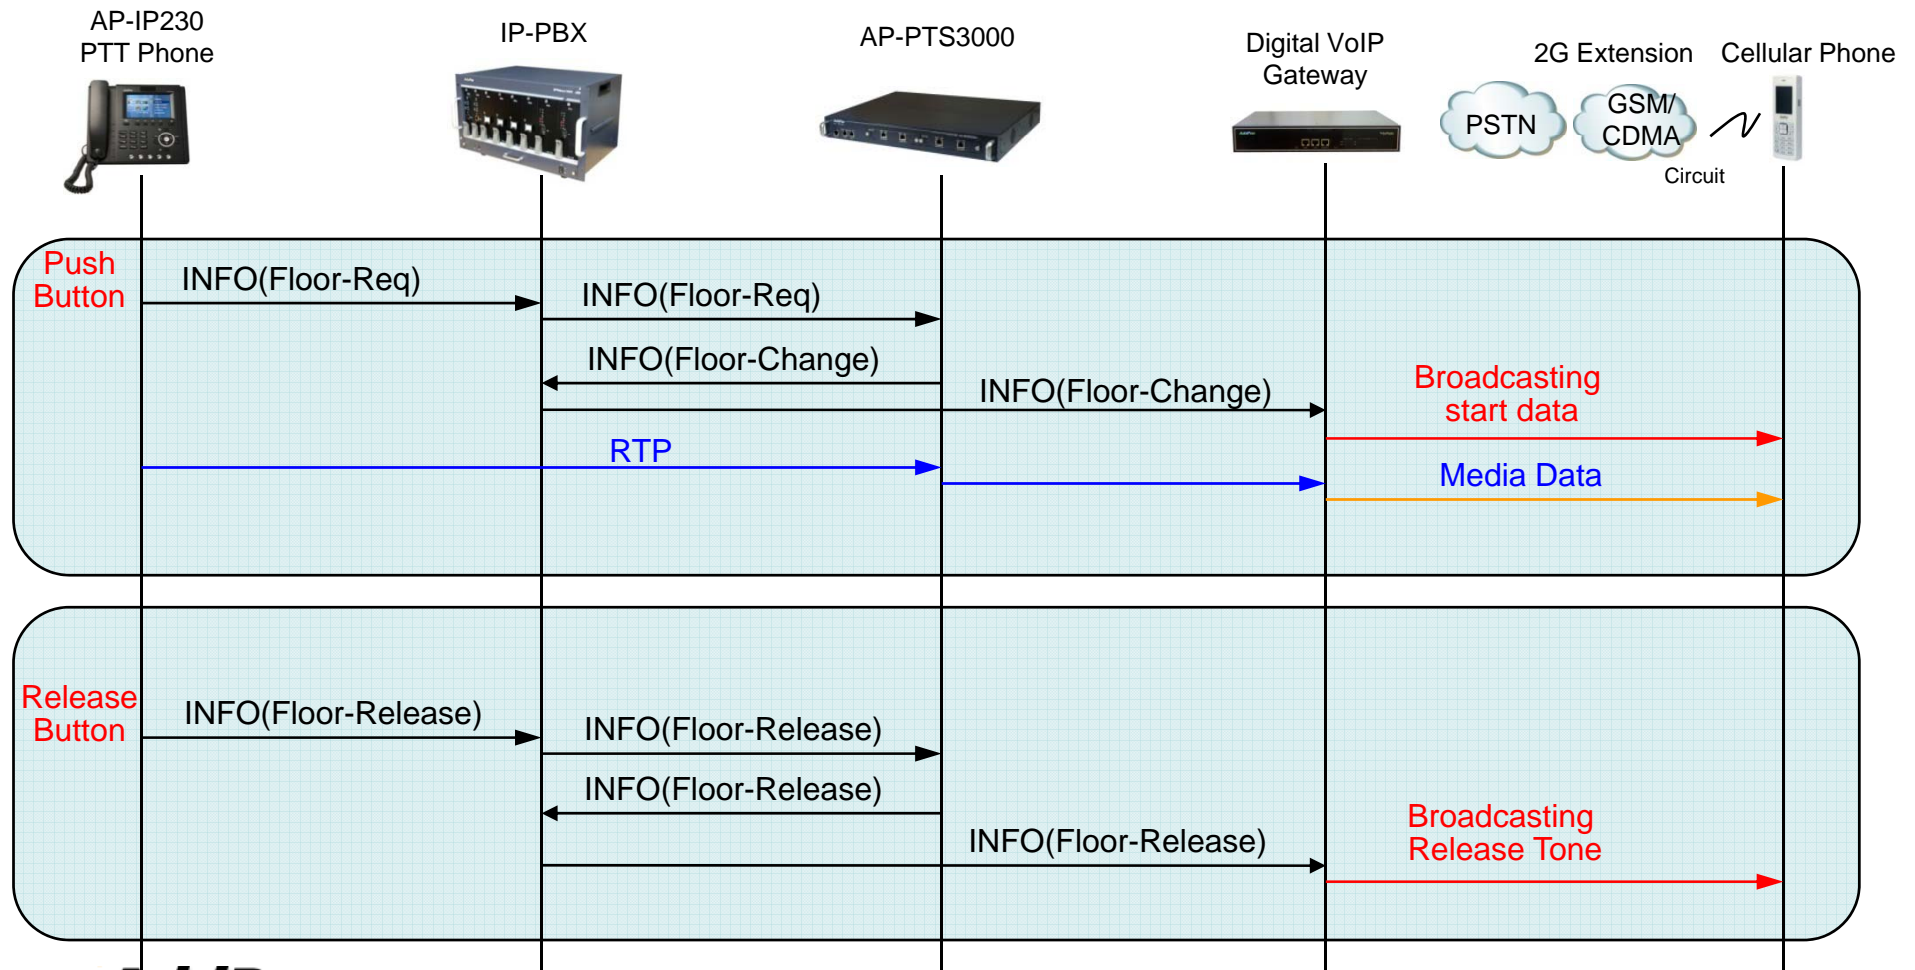 AP-IP230
PTT Phone
IP-PBX
AP-PTS3000
Digital VoIP
Gateway
2G Extension
Cellular Phone
PSTN
GSM/
CDMA
Circuit
Push
Button
INFO(Floor-Req)
INFO(Floor-Req)
INFO(Floor-Change)
INFO(Floor-Change)
Broadcasting
start data
RTP
Media Data
Release
Button
INFO(Floor-Release)
INFO(Floor-Release)
INFO(Floor-Release)
INFO(Floor-Release)
Broadcasting
Release Tone